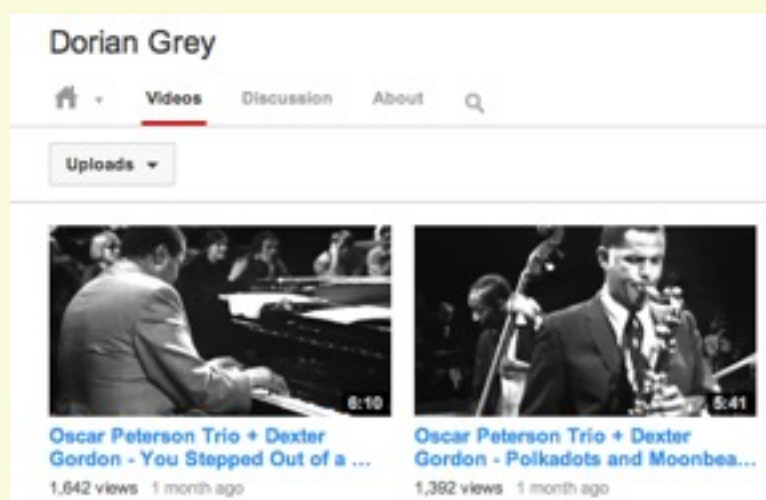 Dorian Grey
Videos Discussion About
Uploads
6:10 5:41
Oscar Peterson Trio + Dexter Gordon - You Stepped Out of a ...
1,642 views 1 month ago
Oscar Peterson Trio + Dexter Gordon - Polkadots and Moonbea...
1,392 views 1 month ago